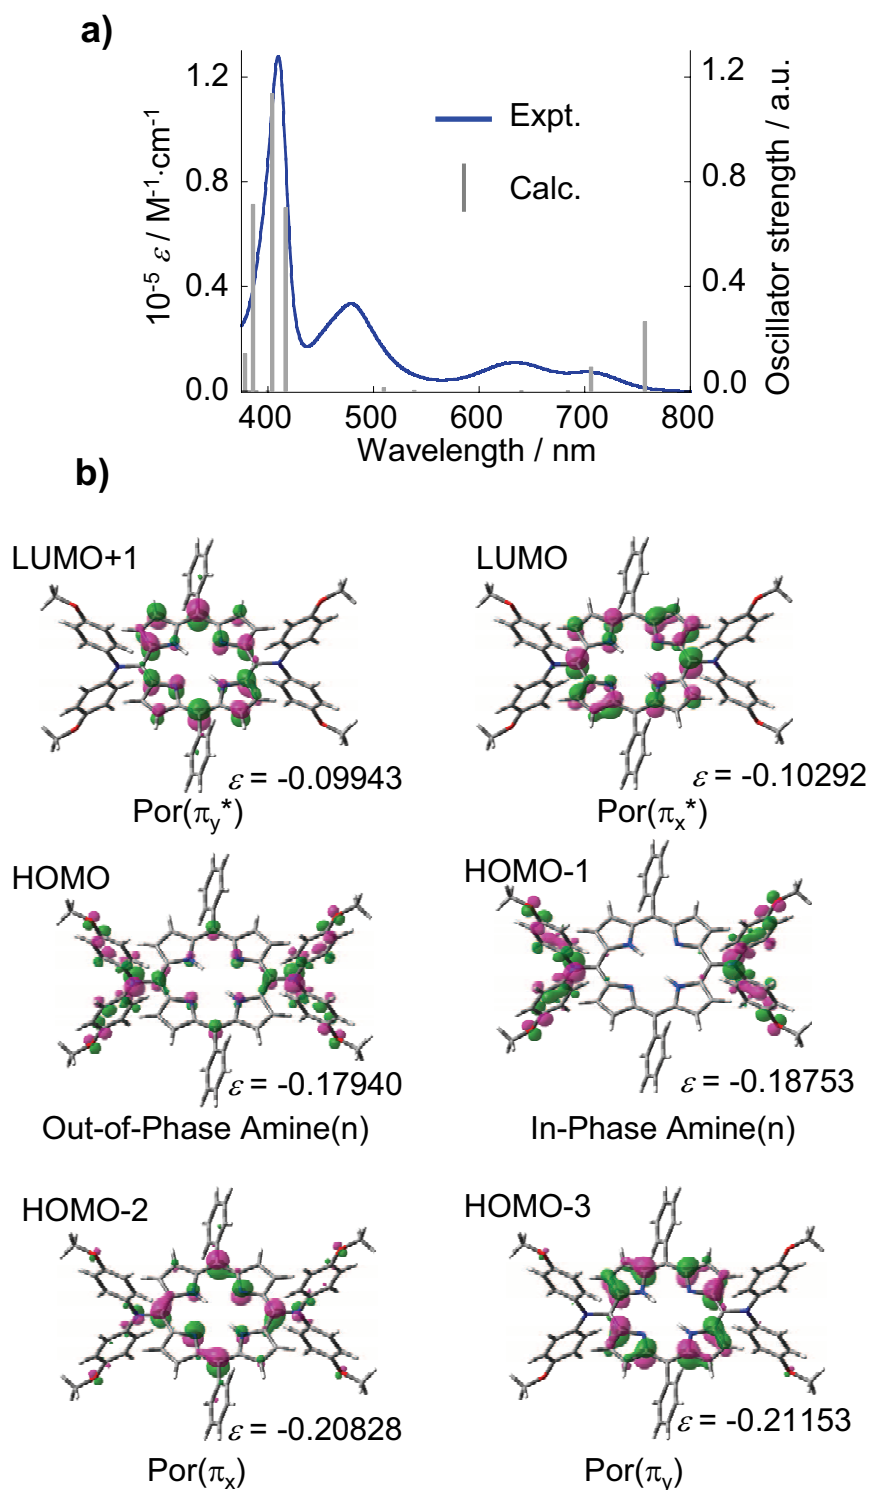 a)
1.2
0.8
0.4
0.0
10⁻⁵ ε / M⁻¹·cm⁻¹
Expt.
Calc.
1.2
0.8
0.4
0.0
Oscillator strength / a.u.
400 500 600 700 800
Wavelength / nm
b)
LUMO+1
ε = -0.09943
Por(πy*)
LUMO
ε = -0.10292
Por(πx*)
HOMO
ε = -0.17940
Out-of-Phase Amine(n)
HOMO-1
ε = -0.18753
In-Phase Amine(n)
HOMO-2
ε = -0.20828
Por(πx)
HOMO-3
ε = -0.21153
Por(πy)